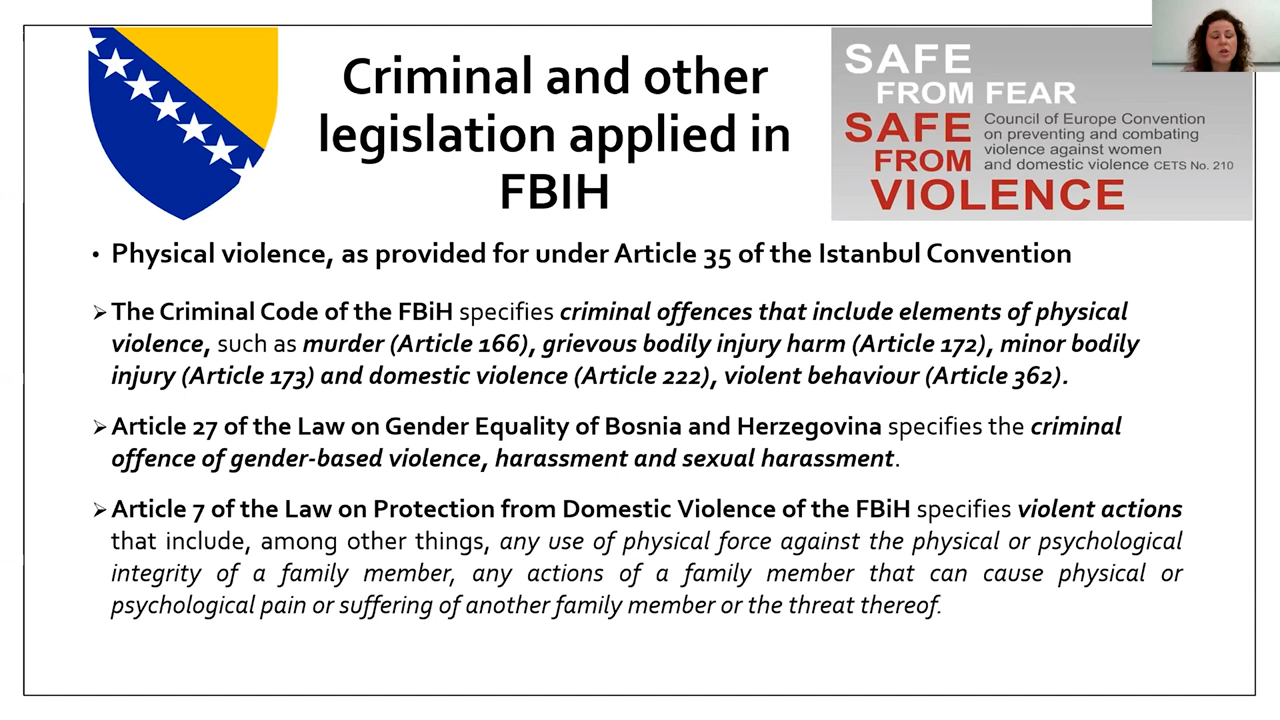 Criminal and other
legislation applied in
FBIH
SAFE
FROM FEAR
SAFE
FROM
VIOLENCE
Council of Europe Convention
on preventing and combating
violence against women
and domestic violence CETS No. 210
• Physical violence, as provided for under Article 35 of the Istanbul Convention
➢ The Criminal Code of the FBiH specifies criminal offences that include elements of physical
violence, such as murder (Article 166), grievous bodily injury harm (Article 172), minor bodily
injury (Article 173) and domestic violence (Article 222), violent behaviour (Article 362).
➢ Article 27 of the Law on Gender Equality of Bosnia and Herzegovina specifies the criminal
offence of gender-based violence, harassment and sexual harassment.
➢ Article 7 of the Law on Protection from Domestic Violence of the FBiH specifies violent actions
that include, among other things, any use of physical force against the physical or psychological
integrity of a family member, any actions of a family member that can cause physical or
psychological pain or suffering of another family member or the threat thereof.